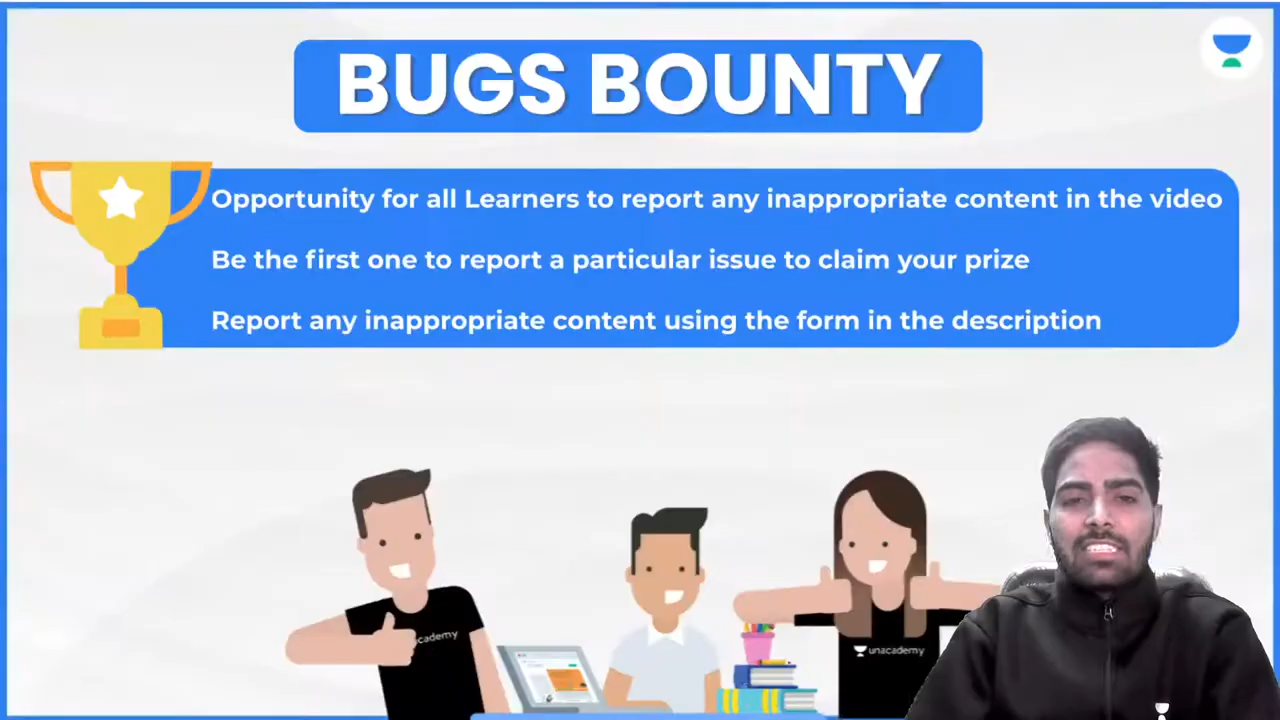 BUGS BOUNTY
Opportunity for all Learners to report any inappropriate content in the video
Be the first one to report a particular issue to claim your prize
Report any inappropriate content using the form in the description
cademy
unacademy